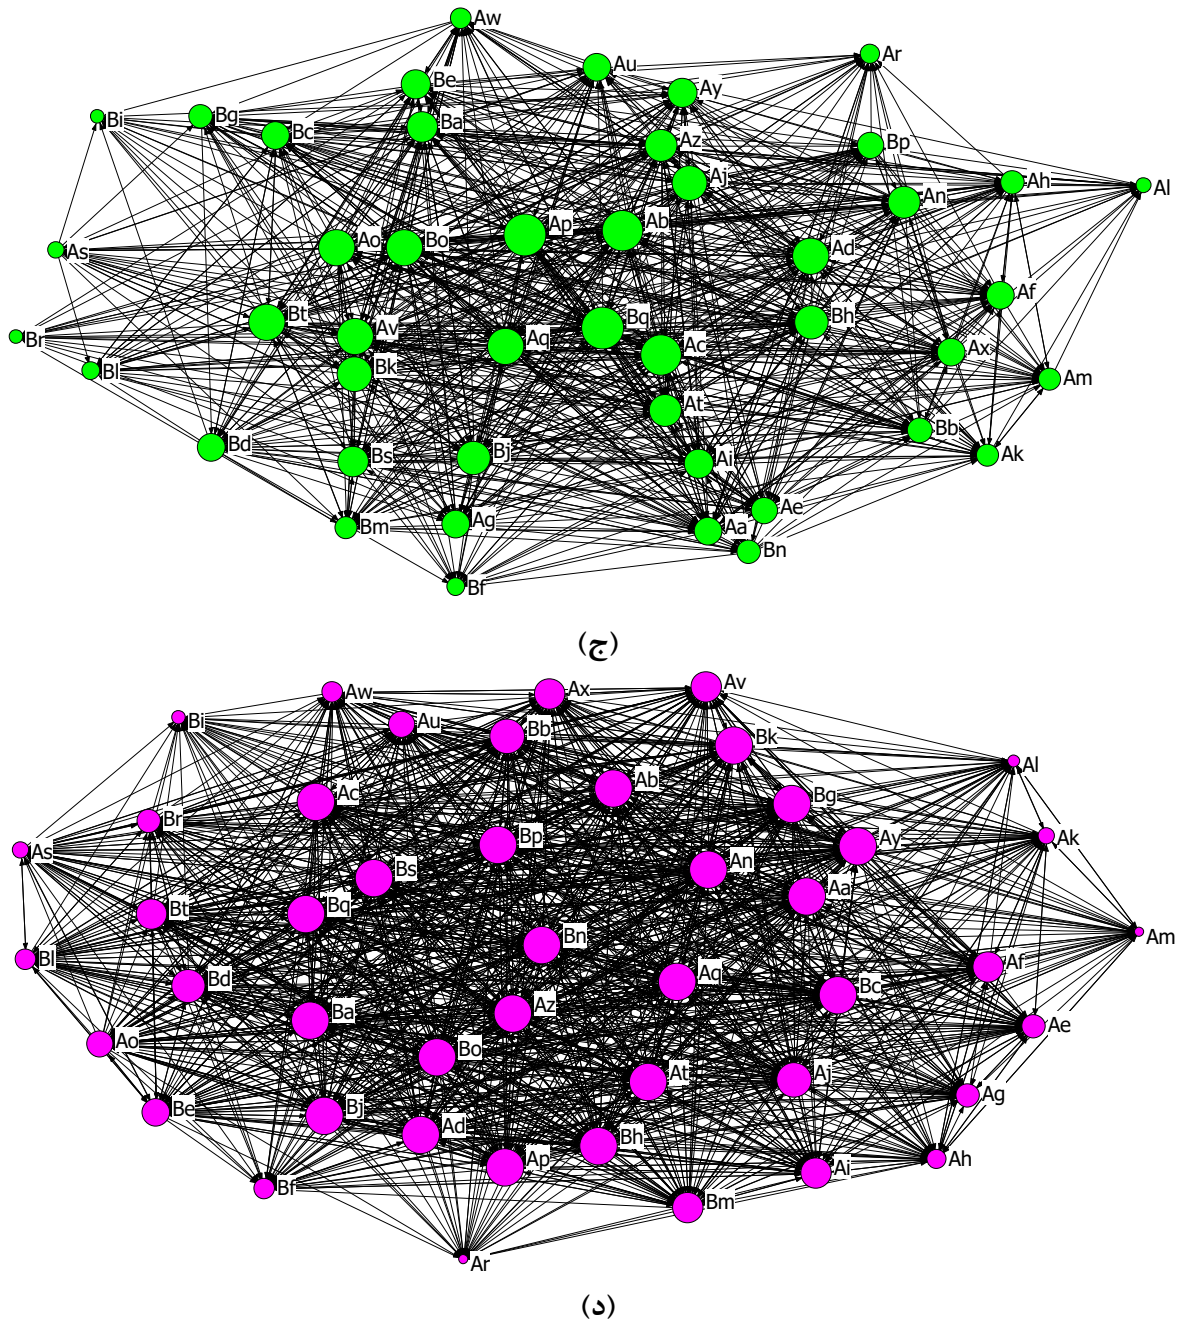 Aw
Au
Ar
Be
Ay
Bi
Bg
Bc
Ba
Az
Bp
Aj
Ah
Al
An
As
Ao
Bo
Ap
Ab
Ad
Af
Br
Bt
Av
Aq
Bq
Bh
Ac
Ax
Bl
Bk
Am
At
Bb
Bd
Bs
Bj
Ai
Ak
Bm
Ag
Ae
Aa
Bn
Bf
(ج)
Aw
Ax
Av
Bi
Au
Bb
Bk
Al
Ac
Ab
Bg
Br
Bp
Ay
Ak
As
Bs
An
Aa
Bt
Bq
Bn
Am
Bl
Bd
Aq
Bc
Af
Ba
Az
Ae
Ao
Bo
At
Aj
Ag
Be
Bj
Ad
Ap
Bh
Ai
Ah
Bf
Bm
Ar
(د)